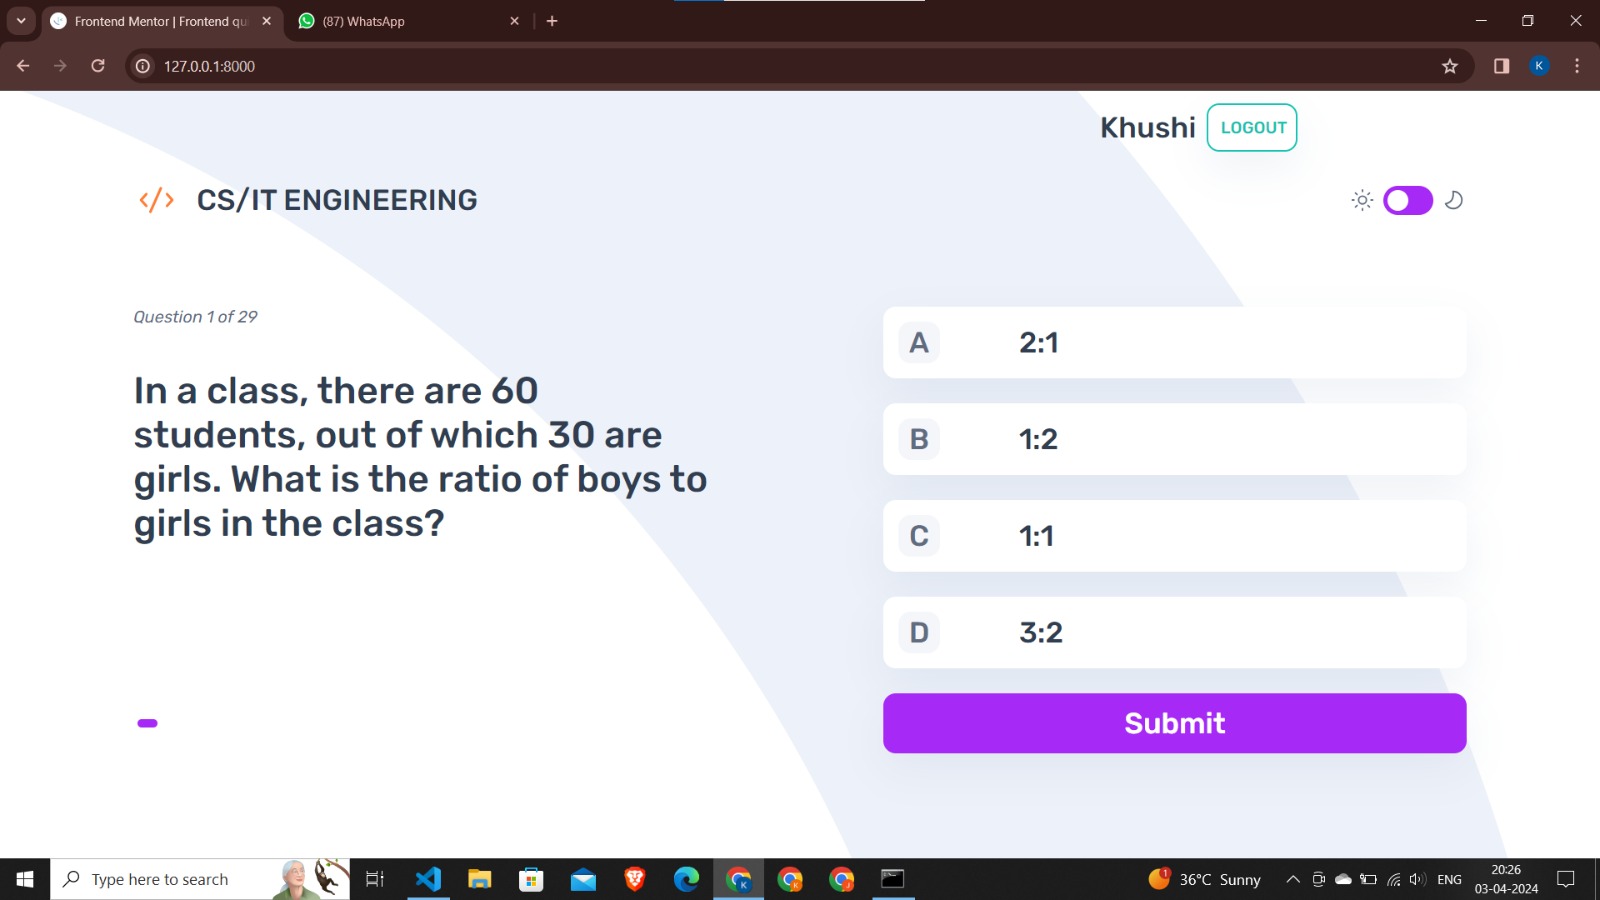 Frontend Mentor | Frontend qu
(87) WhatsApp
127.0.0.1:8000
K
Khushi
LOGOUT
</> CS/IT ENGINEERING
Question 1 of 29
In a class, there are 60
students, out of which 30 are
girls. What is the ratio of boys to
girls in the class?
A 2:1
B 1:2
C 1:1
D 3:2
Submit
Type here to search
1
36°C Sunny
ENG
20:26
03-04-2024